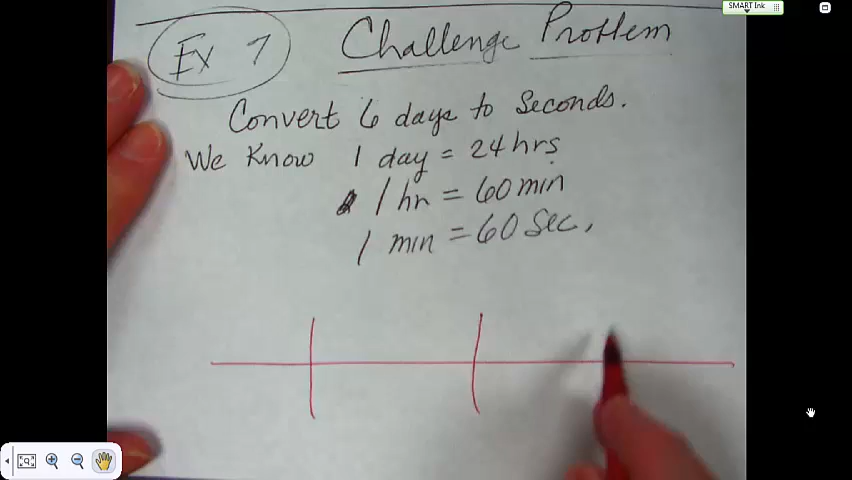 SMART Ink
Ex 7 Challenge Problem
Convert 6 days to Seconds.
We Know 1 day = 24 hrs
1 hr = 60 min
1 min = 60 Sec.